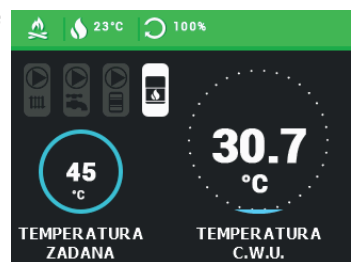 23°C 100%
45
°C
30.7
°C
TEMPERATURA
ZADANA
TEMPERATURA
C.W.U.